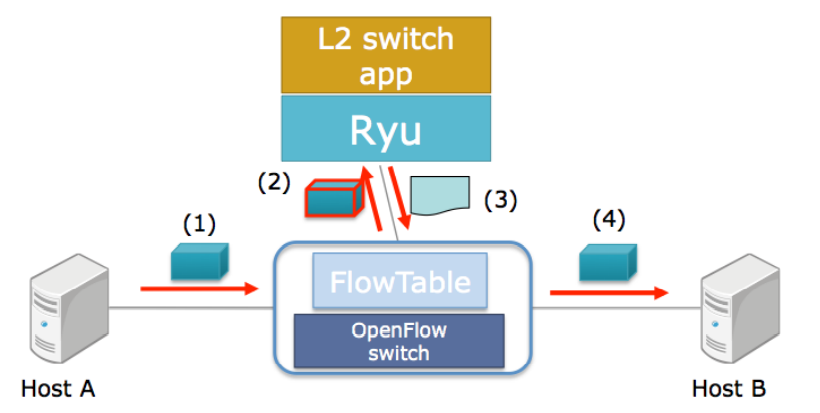 L2 switch
app
Ryu
(2)
(3)
(1)
(4)
FlowTable
OpenFlow
switch
Host A
Host B